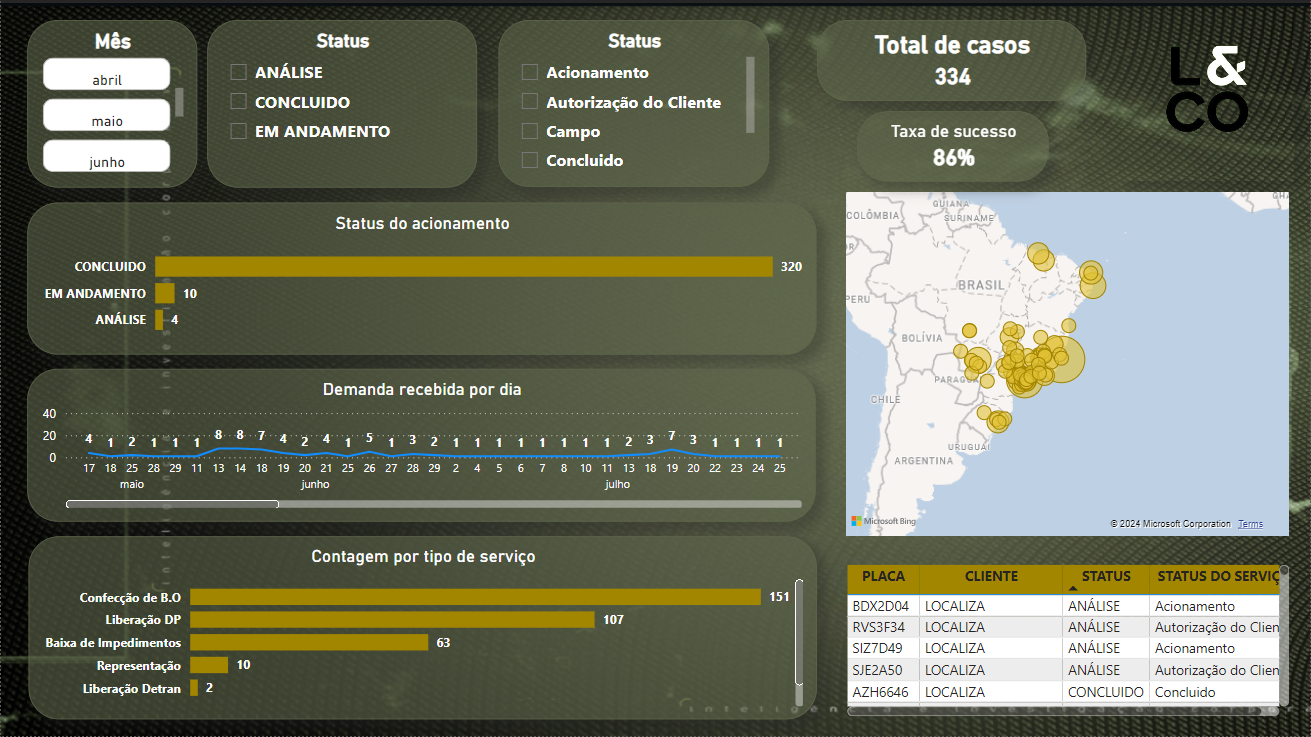 Mês
abril
maio
junho
Status
ANÁLISE
CONCLUIDO
EM ANDAMENTO
Status
Acionamento
Autorização do Cliente
Campo
Concluido
Total de casos
334
Taxa de sucesso
86%
L&
CO
Status do acionamento
CONCLUIDO 320
EM ANDAMENTO 10
ANÁLISE 4
Demanda recebida por dia
40
20
0
4 1 2 1 1 1 8 8 7 4 2 4 1 5 1 3 2 1 1 1 1 1 1 1 2 3 7 3 1 1 1 1
17 18 25 28 29 11 13 14 18 19 20 21 25 26 27 28 29 2 4 5 6 7 8 10 11 12 18 19 20 22 23 24 25
maio junho julho
Contagem por tipo de serviço
Confecção de B.O 151
Liberação DP 107
Baixa de Impedimentos 63
Representação 10
Liberação Detran 2
COLÔMBIA
GUIANA
SURINAME
GHA
PERU
BRASIL
BOLÍVIA
PARAGUA
CHILE
URUGUAI
ARGENTINA
Microsoft Bing
© 2024 Microsoft Corporation Terms
PLACA CLIENTE STATUS STATUS DO SERVIÇ
BDX2D04 LOCALIZA ANÁLISE Acionamento
RVS3F34 LOCALIZA ANÁLISE Autorização do Clien
SIZ7D49 LOCALIZA ANÁLISE Acionamento
SJE2A50 LOCALIZA ANÁLISE Autorização do Clien
AZH6646 LOCALIZA CONCLUIDO Concluido